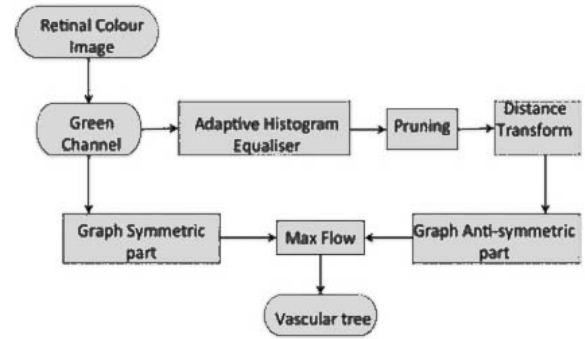 Retinal Colour
Image
Green
Channel
Adaptive Histogram
Equaliser
Pruning
Distance
Transform
Graph Symmetric
part
Max Flow
Graph Anti-symmetric
part
Vascular tree